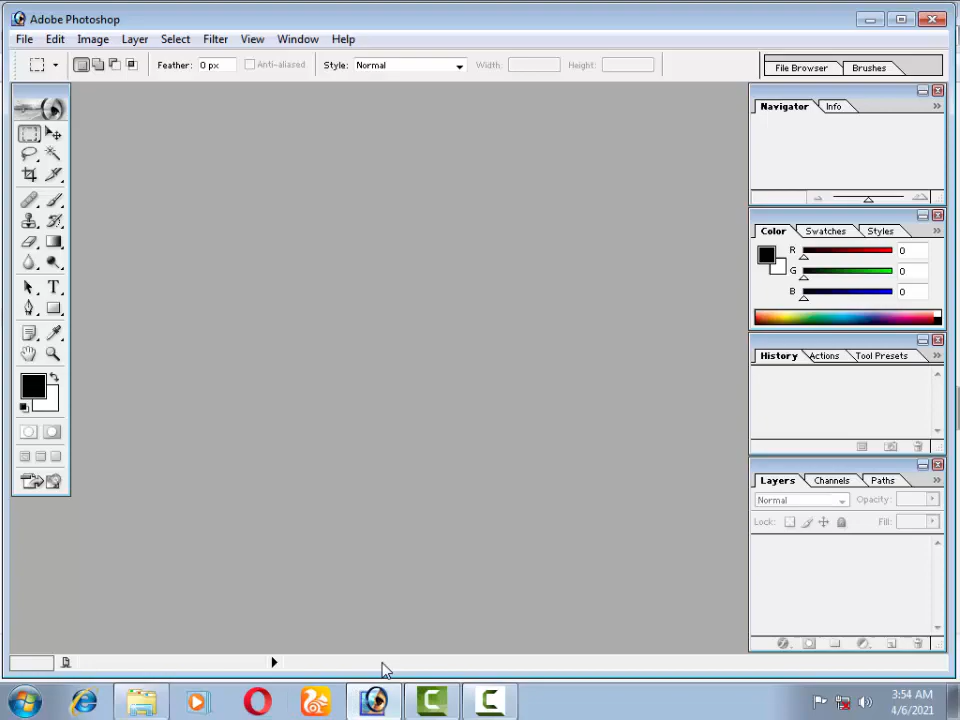 Adobe Photoshop
File Edit Image Layer Select Filter View Window Help
Feather: 0 px Anti-aliased Style: Normal Width: Height: File Browser Brushes
Navigator Info
Color Swatches Styles
R 0
G 0
B 0
History Actions Tool Presets
Layers Channels Paths
Normal Opacity:
Lock: Fill:
3:54 AM
4/6/2021